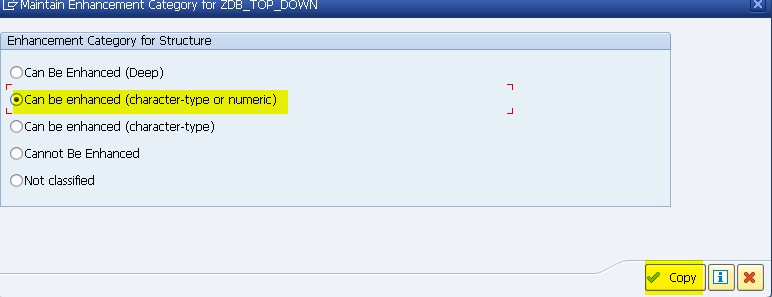 Maintain Enhancement Category for ZDB_TOP_DOWN
Enhancement Category for Structure
Can Be Enhanced (Deep)
Can be enhanced (character-type or numeric)
Can be enhanced (character-type)
Cannot Be Enhanced
Not classified
Copy